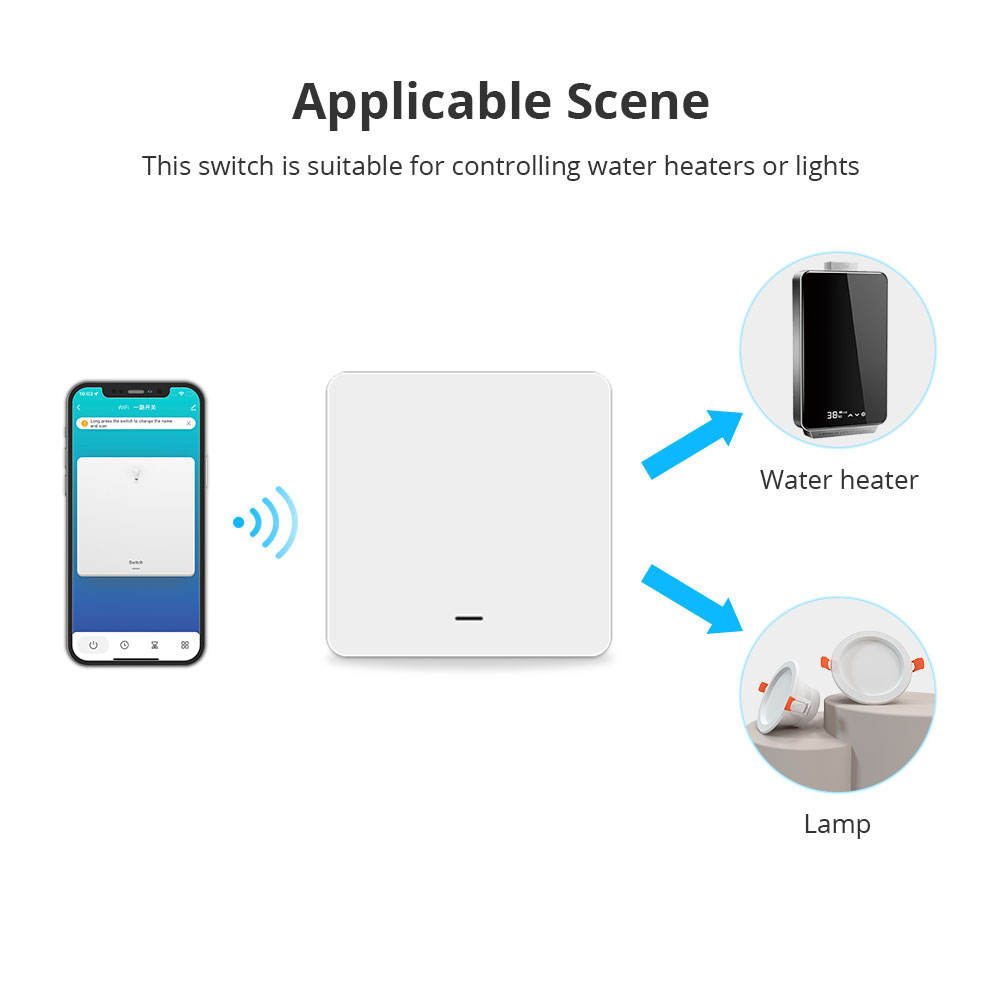 Applicable Scene
This switch is suitable for controlling water heaters or lights
10:03
WiFi 一路开关
Long press the switch to change the name
and icon
Switch
38
Water heater
Lamp